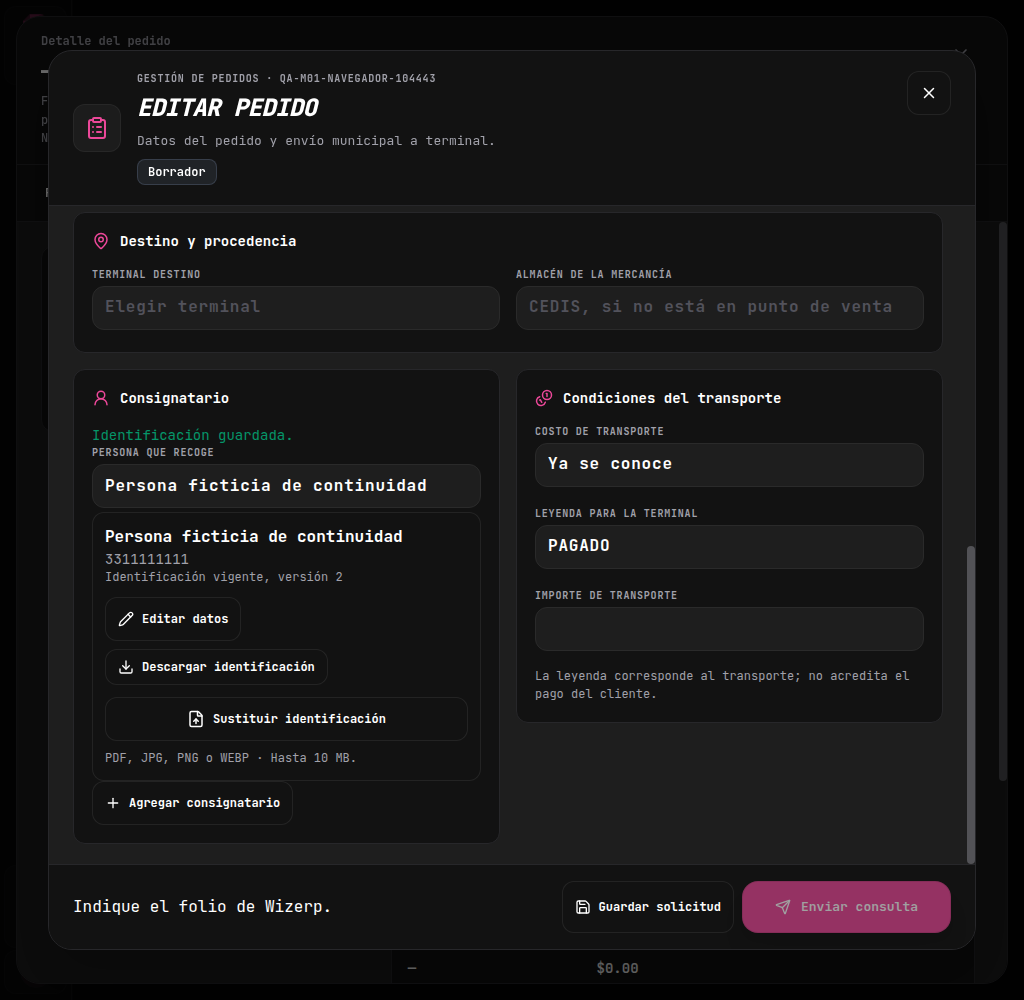 Detalle del pedido
GESTIÓN DE PEDIDOS · QA-M01-NAVEGADOR-104443
EDITAR PEDIDO
Datos del pedido y envío municipal a terminal.
Borrador
Destino y procedencia
TERMINAL DESTINO
Elegir terminal
ALMACÉN DE LA MERCANCÍA
CEDIS, si no está en punto de venta
Consignatario
Identificación guardada.
PERSONA QUE RECOGE
Persona ficticia de continuidad
Persona ficticia de continuidad
3311111111
Identificación vigente, versión 2
Editar datos
Descargar identificación
Sustituir identificación
PDF, JPG, PNG o WEBP · Hasta 10 MB.
Agregar consignatario
Condiciones del transporte
COSTO DE TRANSPORTE
Ya se conoce
LEYENDA PARA LA TERMINAL
PAGADO
IMPORTE DE TRANSPORTE
La leyenda corresponde al transporte; no acredita el
pago del cliente.
Indique el folio de Wizerp.
Guardar solicitud
Enviar consulta
— $0.00